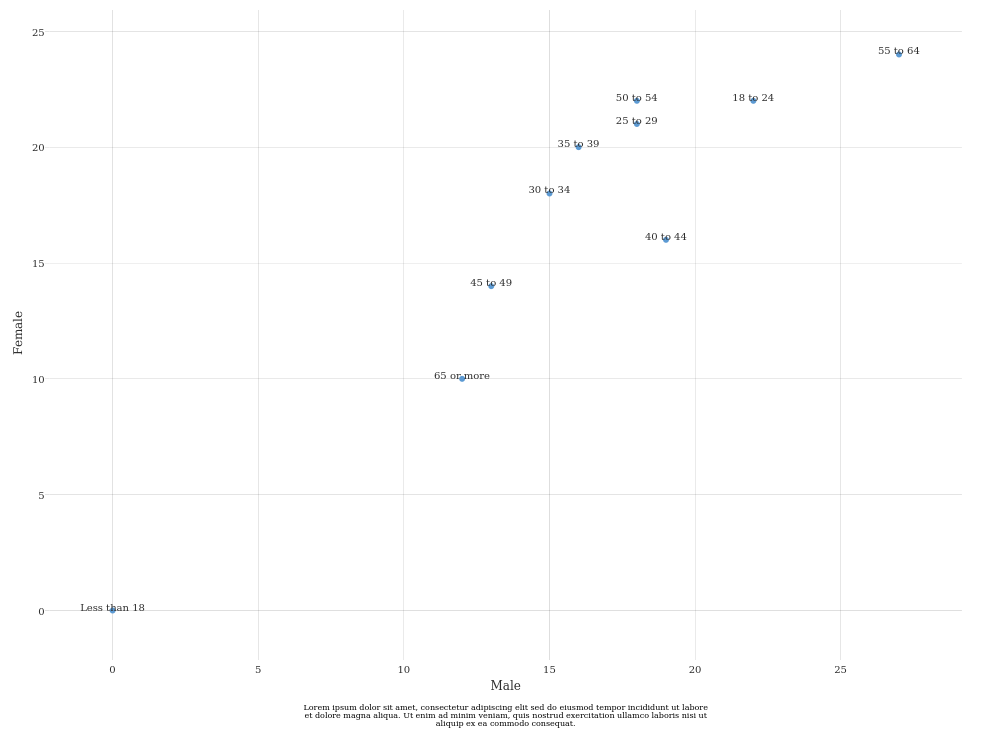 25
55 to 64
50 to 54
18 to 24
25 to 29
20
35 to 39
30 to 34
40 to 44
15
45 to 49
Female
10
65 or more
5
0
Less than 18
0
5
10
15
20
25
Male
Lorem ipsum dolor sit amet, consectetur adipiscing elit sed do eiusmod tempor incididunt ut labore
et dolore magna aliqua. Ut enim ad minim veniam, quis nostrud exercitation ullamco laboris nisi ut
aliquip ex ea commodo consequat.